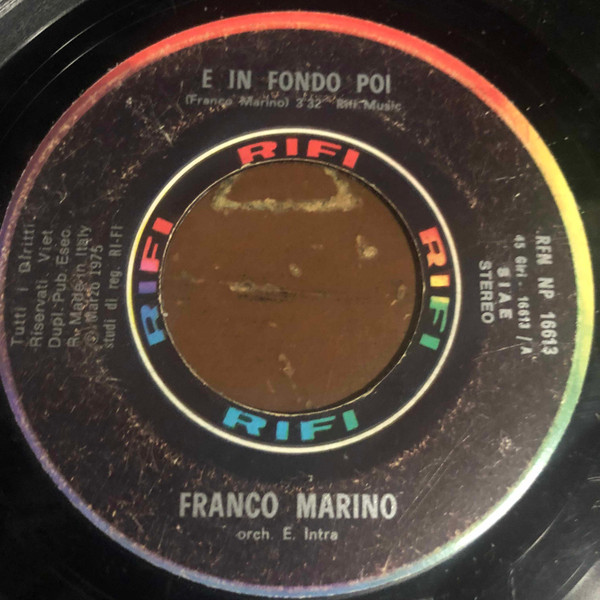 E IN FONDO POI
(Franco Marino) 3'32" Rifi Music
RIFI
RIFI
RIFI
RIFI
Tutti i Diritti
Riservati. Viet
Dupl.-Pub. Esec.
R. Made in Italy
Marzo 1975
studi di reg. RI-FI
RFN NP 16613
45 Giri - 16613/A
SIAE
STEREO
FRANCO MARINO
orch. E. Intra